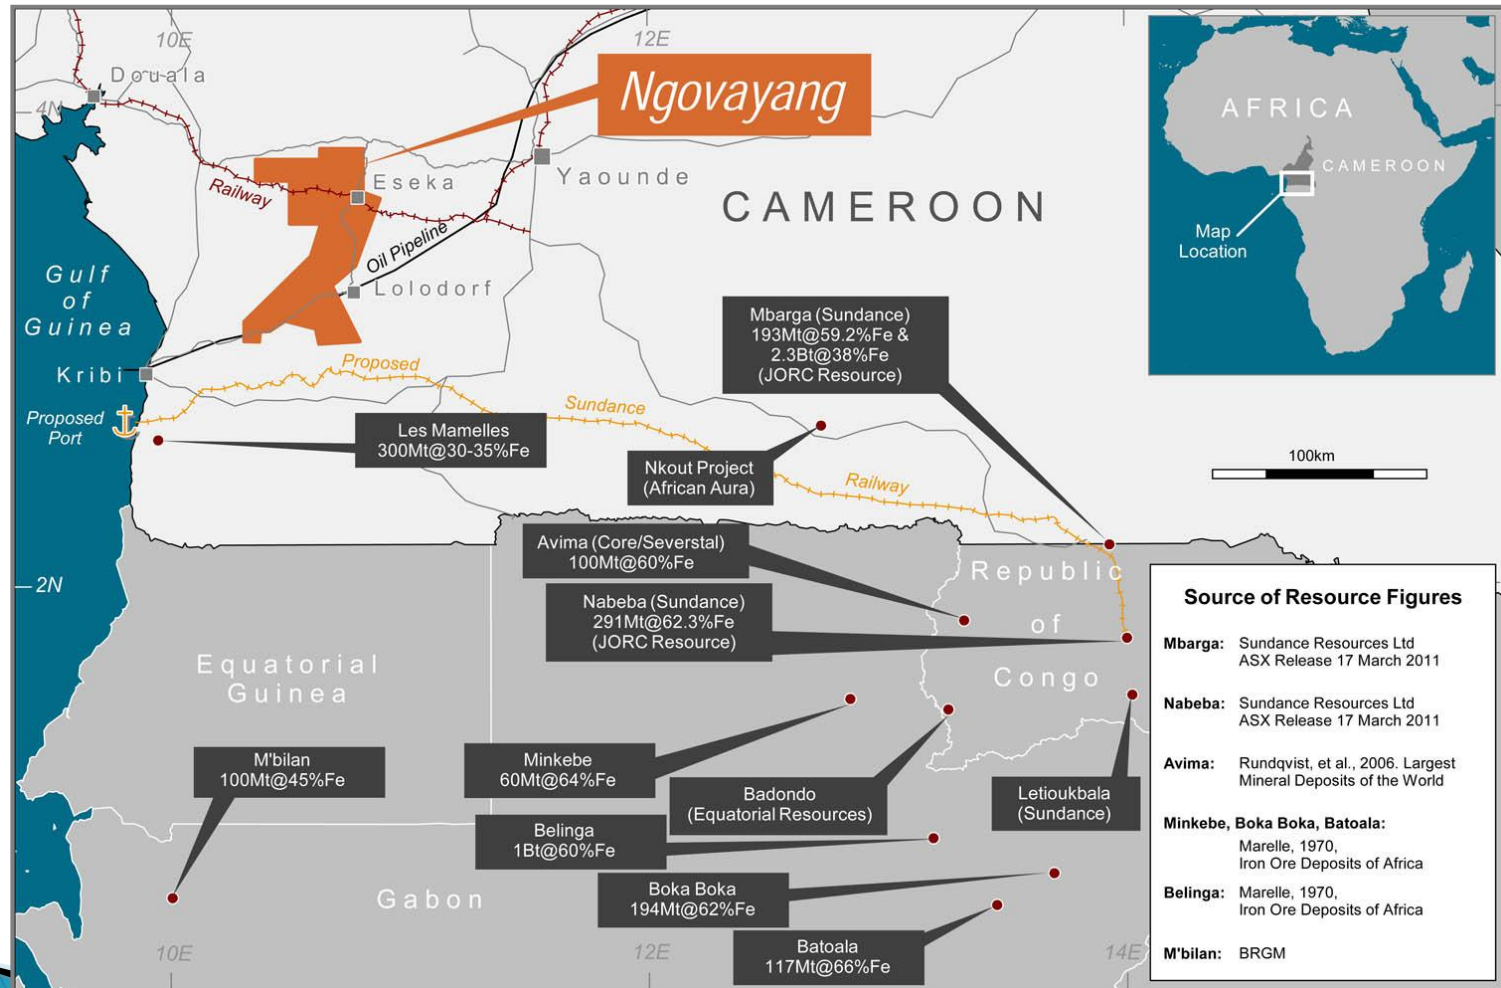 10E
12E
Douala
4N
Ngovayang
Eseka
Railway
Yaounde
CAMEROON
Oil Pipeline
Lolodorf
Gulf
of
Guinea
Kribi
Proposed
Sundance
Railway
Proposed
Port
AFRICA
CAMEROON
Map
Location
Mbarga (Sundance)
193Mt@59.2%Fe &
2.3Bt@38%Fe
(JORC Resource)
Les Mamelles
300Mt@30-35%Fe
Nkout Project
(African Aura)
100km
Avima (Core/Severstal)
100Mt@60%Fe
Nabeba (Sundance)
291Mt@62.3%Fe
(JORC Resource)
Republic
of
Congo
2N
Equatorial
Guinea
M'bilan
100Mt@45%Fe
Minkebe
60Mt@64%Fe
Badondo
(Equatorial Resources)
Letioukbala
(Sundance)
Belinga
1Bt@60%Fe
Gabon
Boka Boka
194Mt@62%Fe
Batoala
117Mt@66%Fe
10E
12E
14E
Source of Resource Figures
Mbarga: Sundance Resources Ltd
ASX Release 17 March 2011
Nabeba: Sundance Resources Ltd
ASX Release 17 March 2011
Avima: Rundqvist, et al., 2006. Largest
Mineral Deposits of the World
Minkebe, Boka Boka, Batoala:
Marelle, 1970,
Iron Ore Deposits of Africa
Belinga: Marelle, 1970,
Iron Ore Deposits of Africa
M'bilan: BRGM